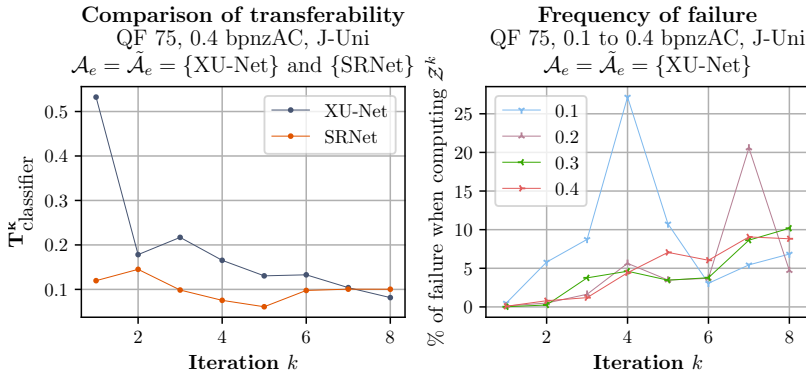 Comparison of transferability
QF 75, 0.4 bpnzAC, J-Uni
𝒜ₑ = 𝒜̃ₑ = {XU-Net} and {SRNet}
T^κ_classifier
0.5
0.4
0.3
0.2
0.1
XU-Net
SRNet
2
4
6
8
Iteration k
Frequency of failure
QF 75, 0.1 to 0.4 bpnzAC, J-Uni
𝒜ₑ = 𝒜̃ₑ = {XU-Net}
% of failure when computing 𝒵^k
25
20
15
10
5
0
0.1
0.2
0.3
0.4
2
4
6
8
Iteration k